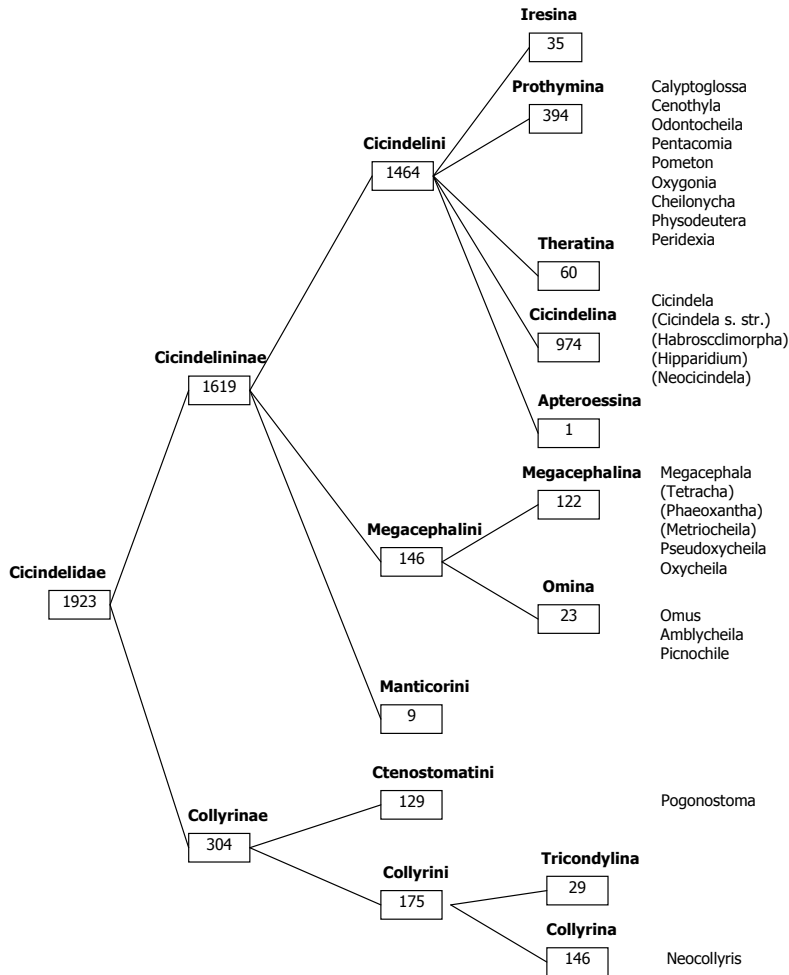 Iresina
35
Prothymina
394
Calyptoglossa
Cenothyla
Odontocheila
Pentacomia
Pometon
Oxygonia
Cheilonycha
Physodeutera
Peridexia
Cicindelini
1464
Theratina
60
Cicindelina
974
Cicindela
(Cicindela s. str.)
(Habroscclimorpha)
(Hipparidium)
(Neocicindela)
Cicindelininae
1619
Apteroessina
1
Megacephalina
122
Megacephala
(Tetracha)
(Phaeoxantha)
(Metriocheila)
Pseudoxycheila
Oxycheila
Megacephalini
146
Cicindelidae
1923
Omina
23
Omus
Amblycheila
Picnochile
Manticorini
9
Ctenostomatini
129
Pogonostoma
Collyrinae
304
Collyrini
175
Tricondylina
29
Collyrina
146
Neocollyris